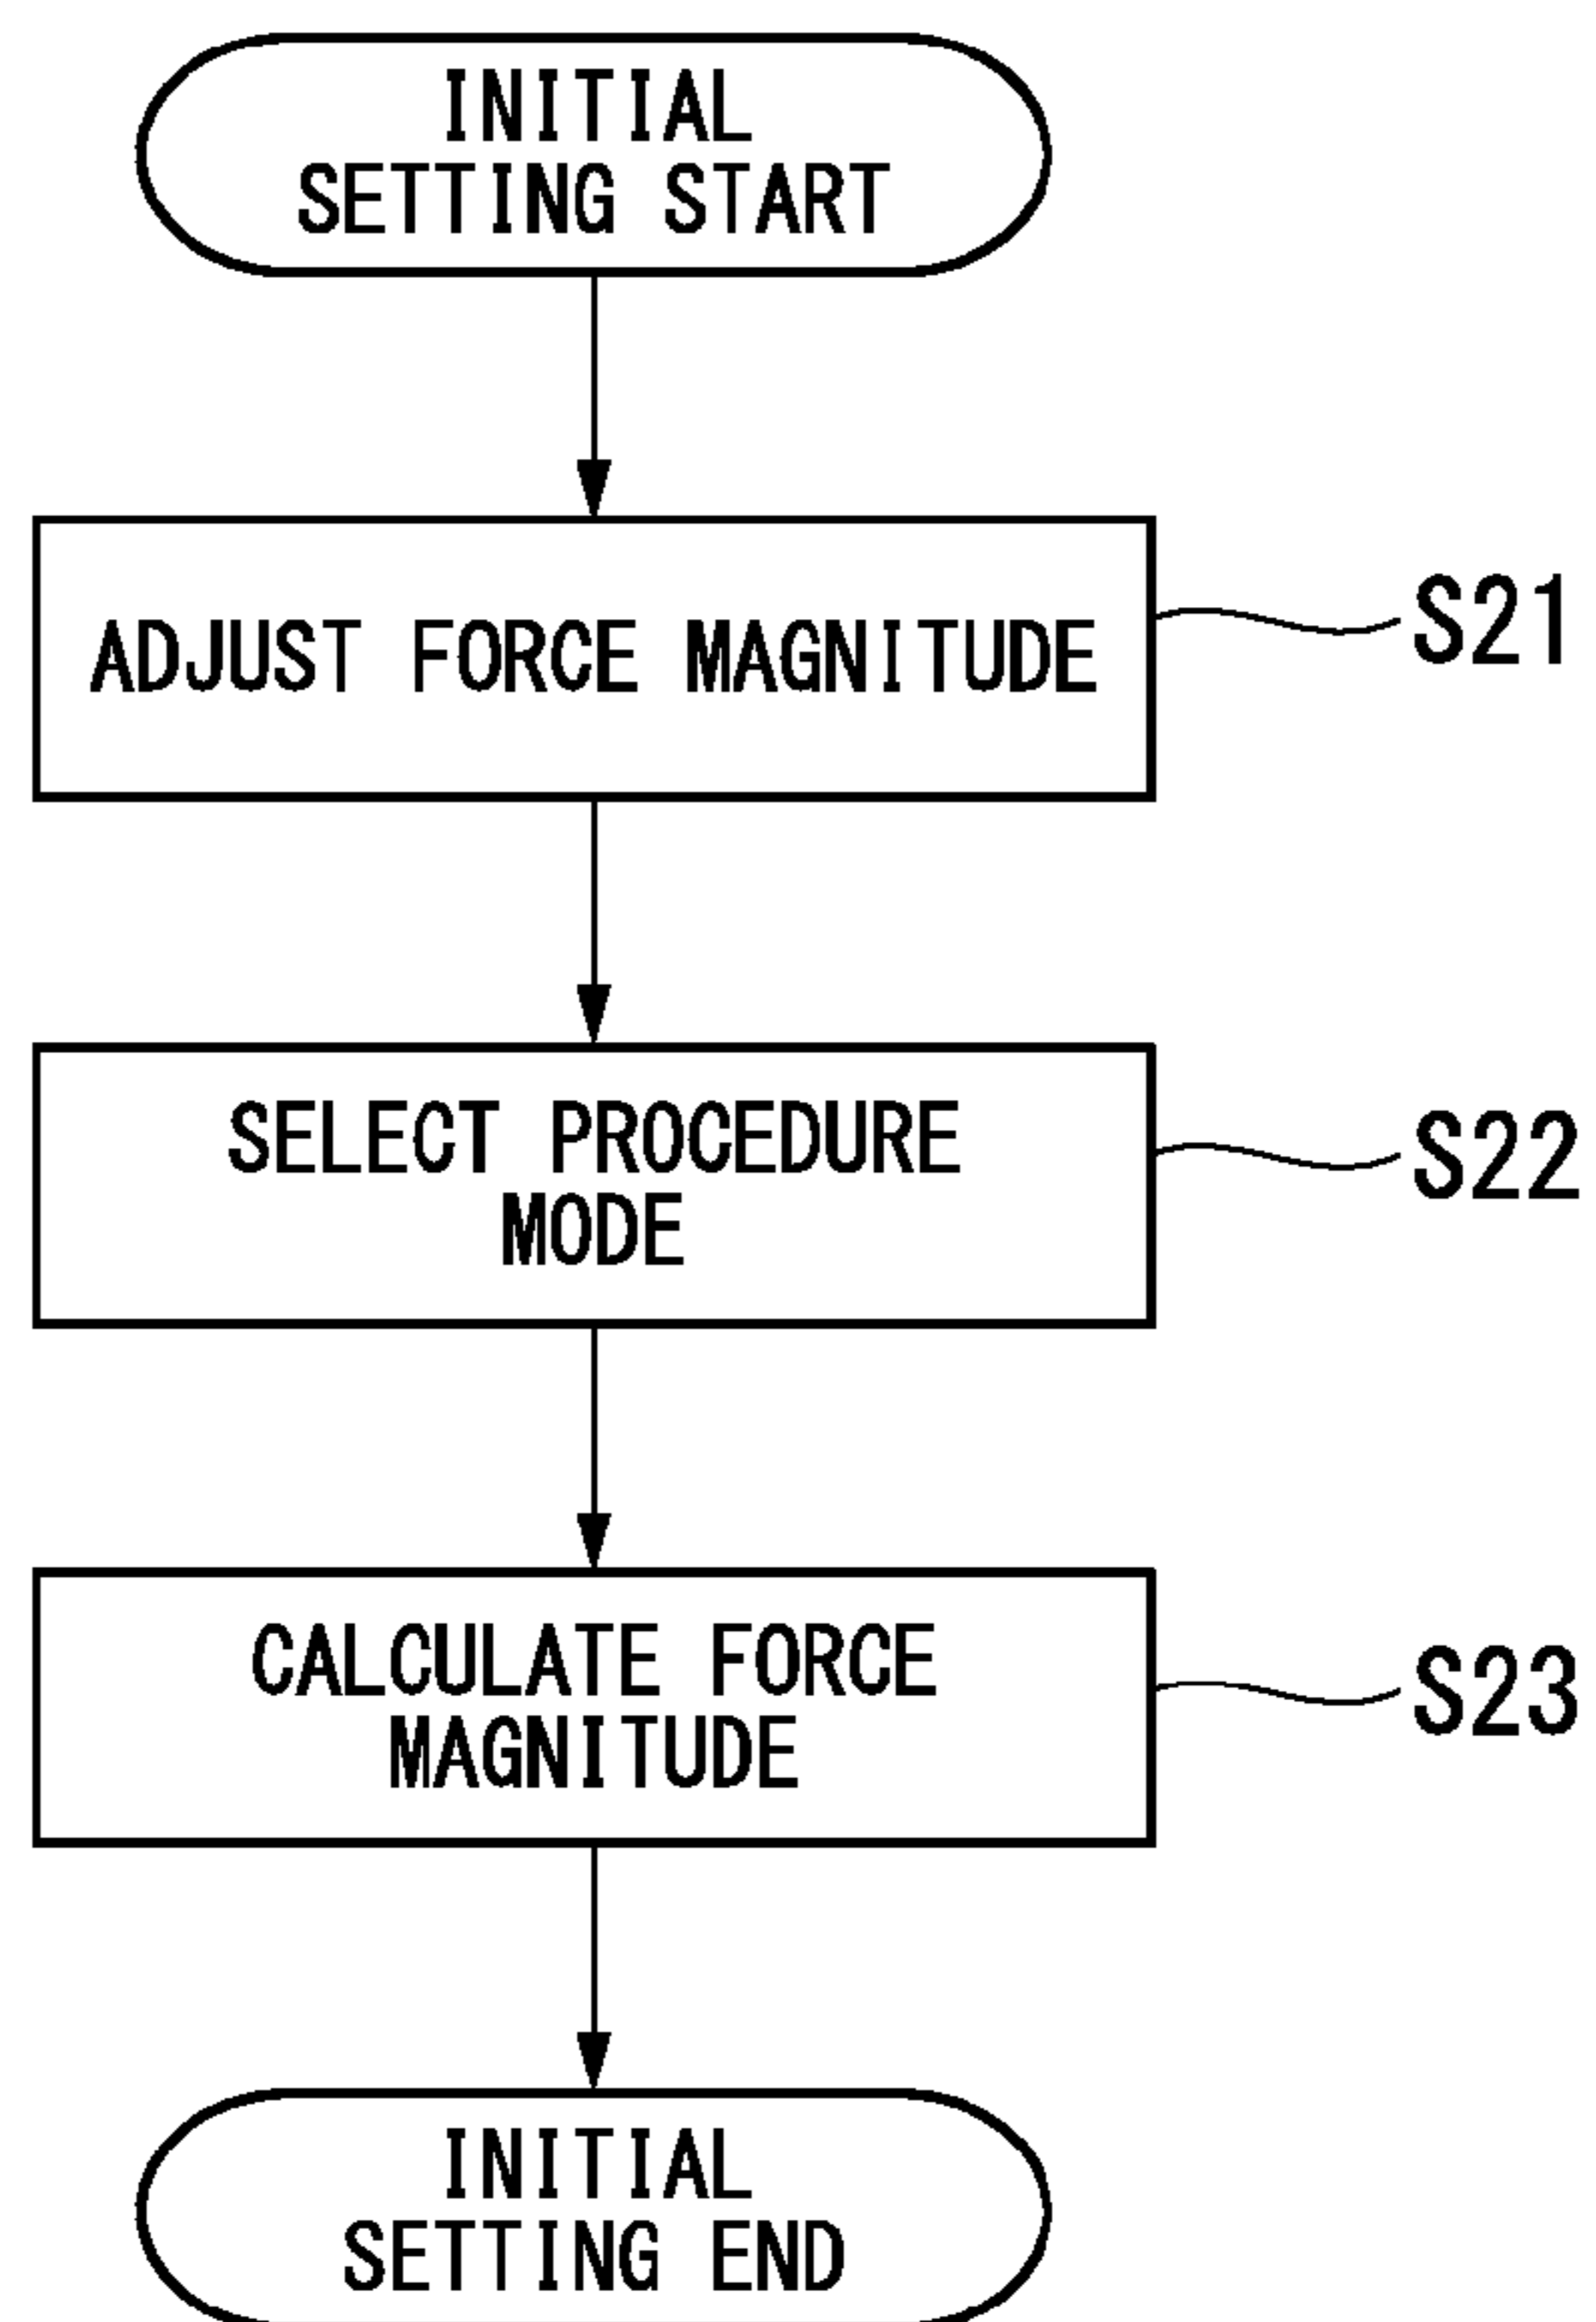 INITIAL
SETTING START
ADJUST FORCE MAGNITUDE
S21
SELECT PROCEDURE
MODE
S22
CALCULATE FORCE
MAGNITUDE
S23
INITIAL
SETTING END